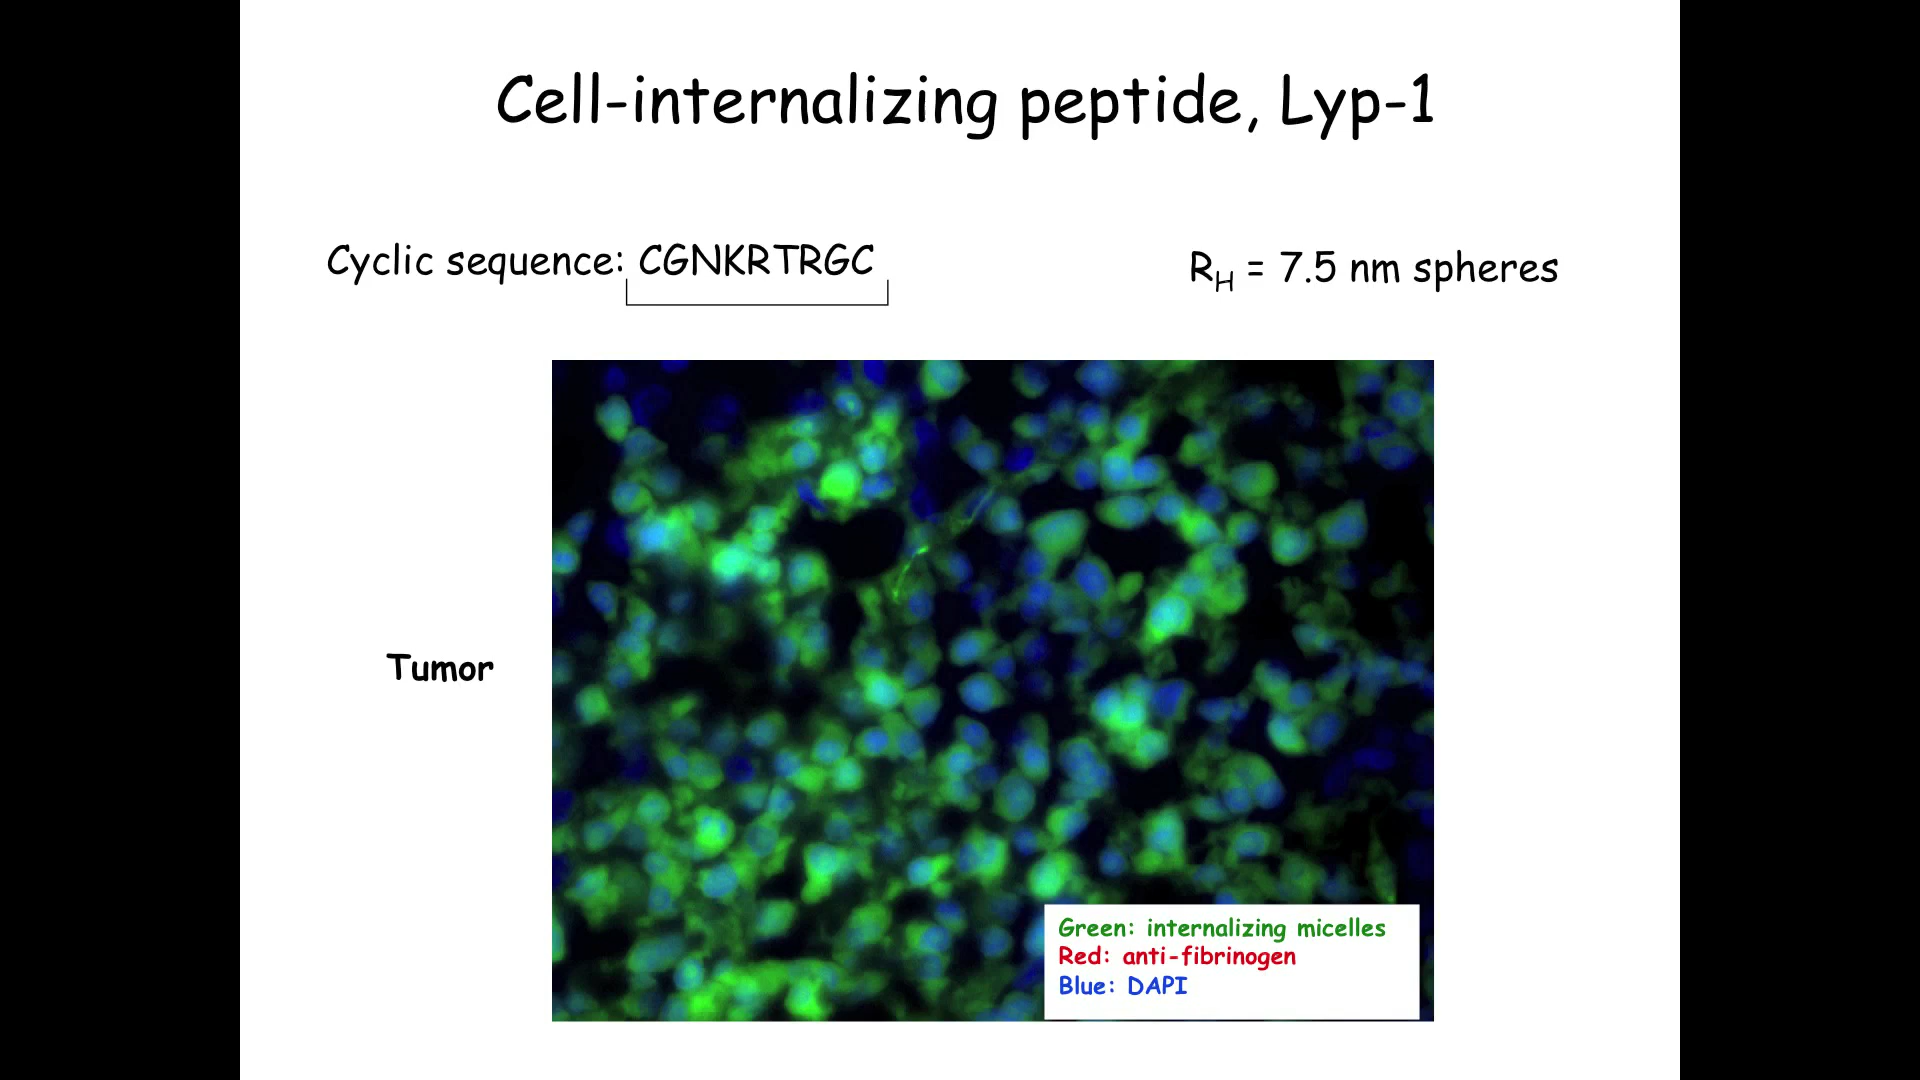 Cell-internalizing peptide, Lyp-1
Cyclic sequence: CGNKRTRGC
R_H = 7.5 nm spheres
Tumor
Green: internalizing micelles
Red: anti-fibrinogen
Blue: DAPI